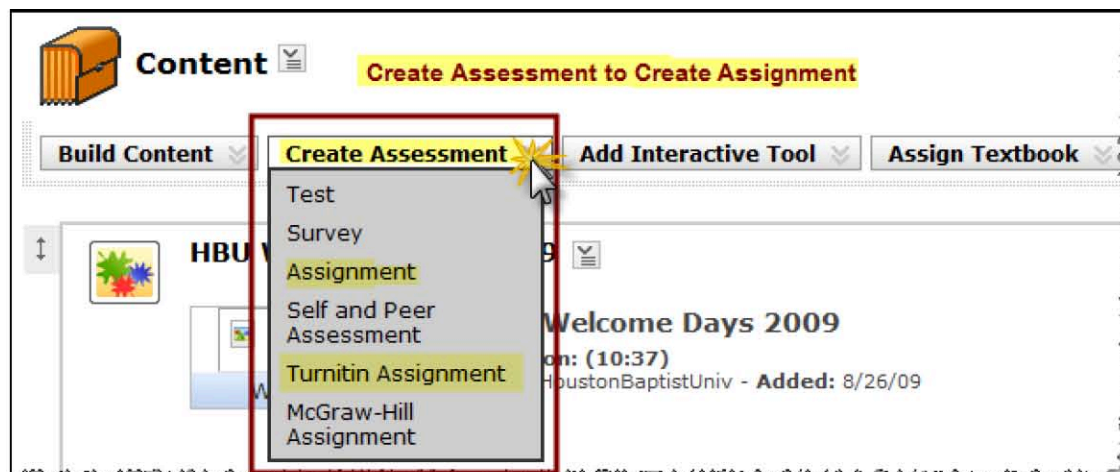 Content
Create Assessment to Create Assignment
Build Content
Create Assessment
Add Interactive Tool
Assign Textbook
Test
Survey
Assignment
Self and Peer
Assessment
Turnitin Assignment
McGraw-Hill
Assignment
HBU
9
Welcome Days 2009
on: (10:37)
HoustonBaptistUniv - Added: 8/26/09
W